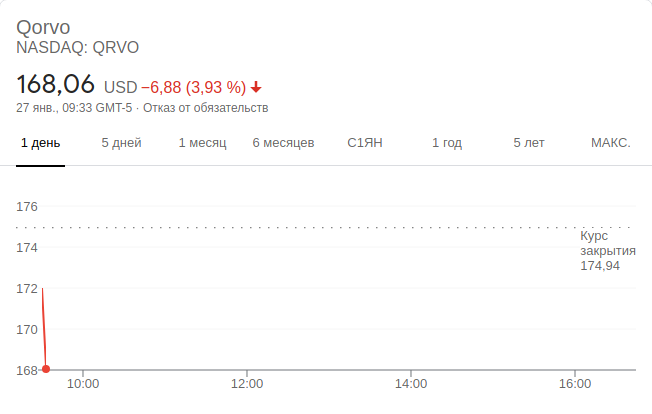 Qorvo
NASDAQ: QRVO
168,06 USD −6,88 (3,93 %)
27 янв., 09:33 GMT-5 · Отказ от обязательств
1 день 5 дней 1 месяц 6 месяцев С1ЯН 1 год 5 лет МАКС.
176
174
172
170
168
Курс
закрытия
174,94
10:00 12:00 14:00 16:00